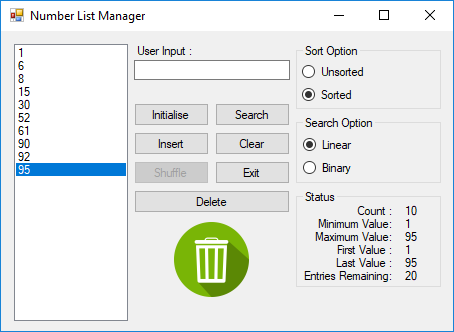 Number List Manager
1
6
8
15
30
52
61
90
92
95
User Input :
Initialise
Search
Insert
Clear
Shuffle
Exit
Delete
Sort Option
Unsorted
Sorted
Search Option
Linear
Binary
Status
Count : 10
Minimum Value: 1
Maximum Value: 95
First Value : 1
Last Value : 95
Entries Remaining: 20